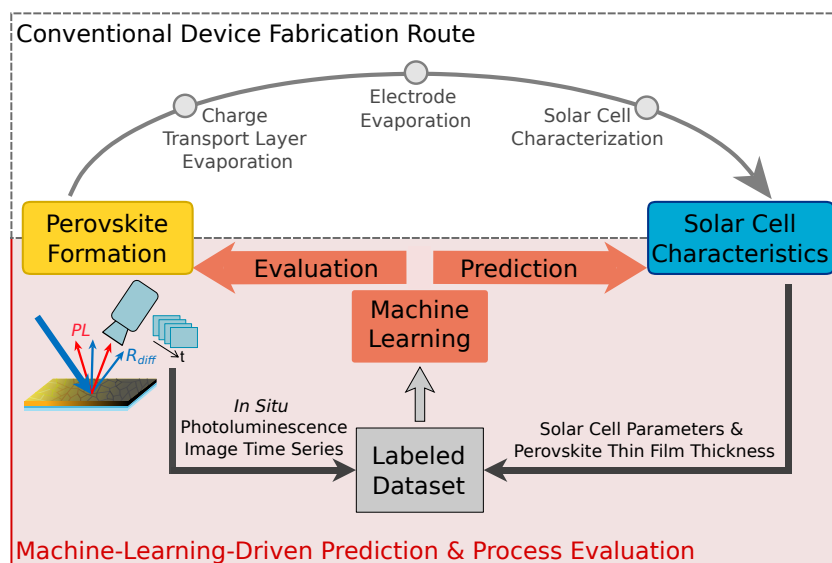 Conventional Device Fabrication Route
Charge
Transport Layer
Evaporation
Electrode
Evaporation
Solar Cell
Characterization
Perovskite
Formation
Solar Cell
Characteristics
Evaluation
Prediction
Machine
Learning
PL
R_diff
t
In Situ
Photoluminescence
Image Time Series
Labeled
Dataset
Solar Cell Parameters &
Perovskite Thin Film Thickness
Machine-Learning-Driven Prediction & Process Evaluation